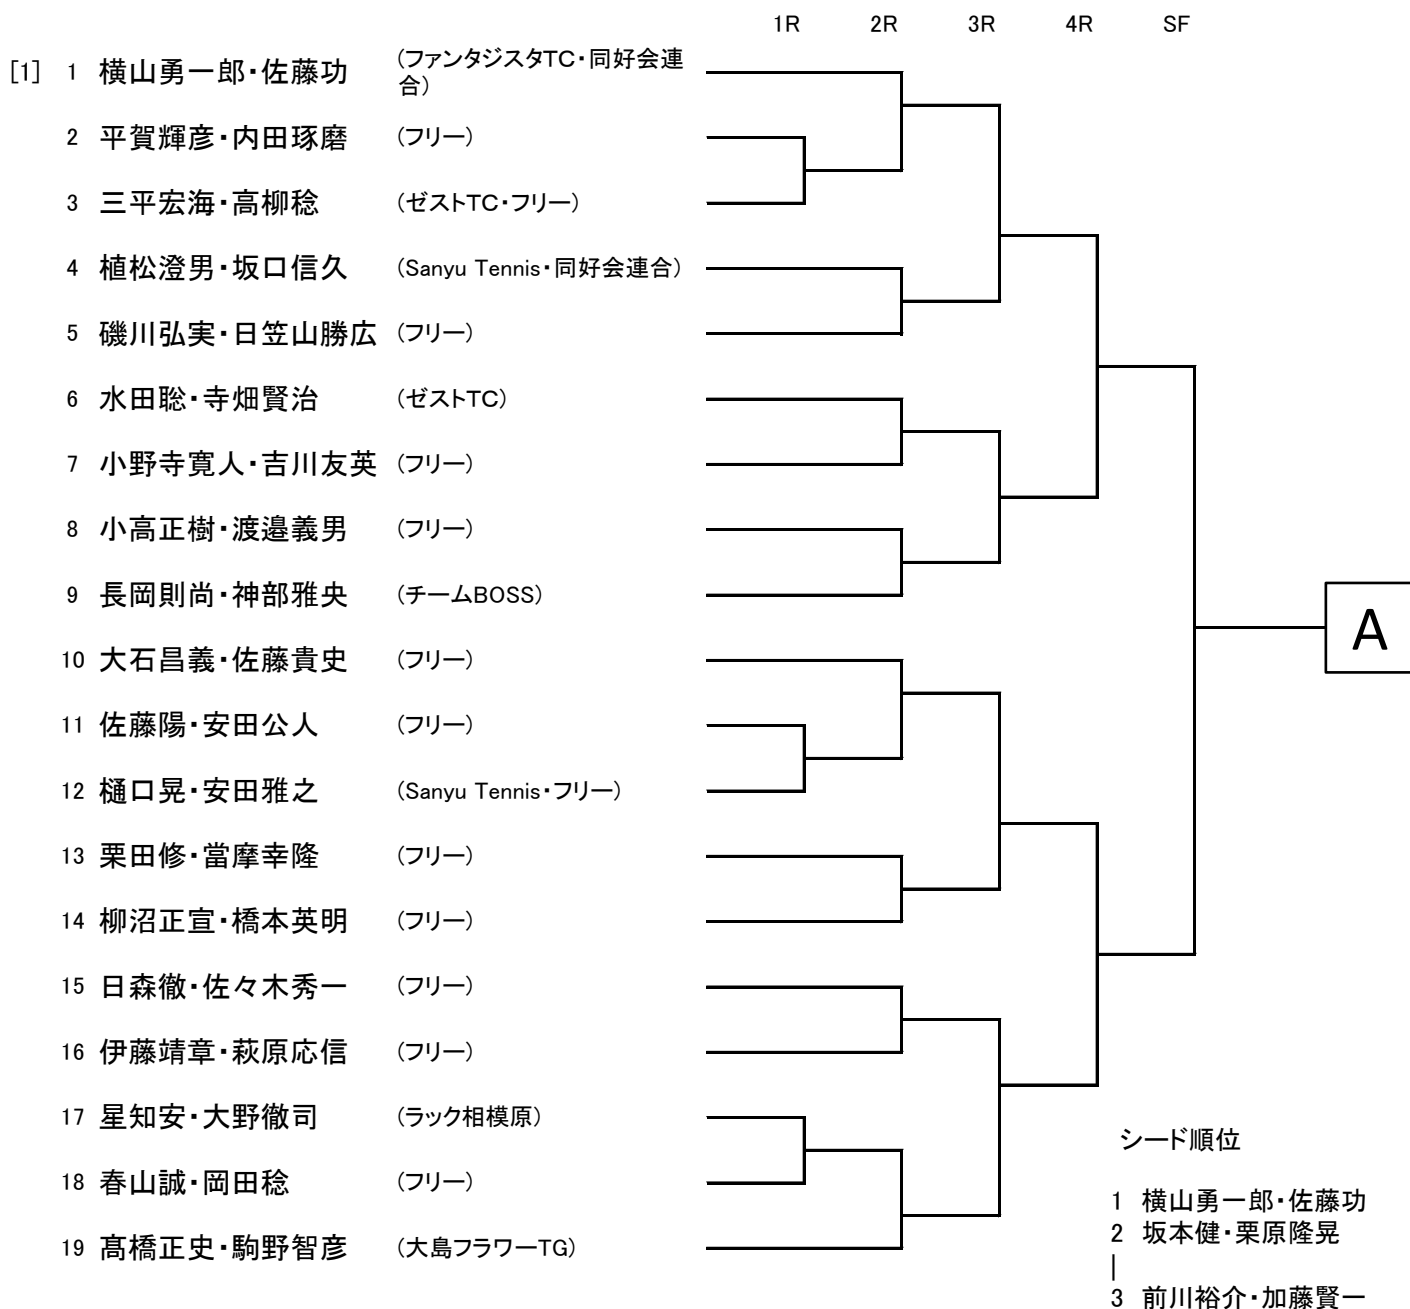 1R 2R 3R 4R SF
[1] 1 横山勇一郎・佐藤功 (ファンタジスタTC・同好会連
合)
2 平賀輝彦・内田琢磨 (フリー)
3 三平宏海・高柳稔 (ゼストTC・フリー)
4 植松澄男・坂口信久 (Sanyu Tennis・同好会連合)
5 磯川弘実・日笠山勝広 (フリー)
6 水田聡・寺畑賢治 (ゼストTC)
7 小野寺寛人・吉川友英 (フリー)
8 小高正樹・渡邉義男 (フリー)
9 長岡則尚・神部雅央 (チームBOSS)
A
10 大石昌義・佐藤貴史 (フリー)
11 佐藤陽・安田公人 (フリー)
12 樋口晃・安田雅之 (Sanyu Tennis・フリー)
13 栗田修・當摩幸隆 (フリー)
14 柳沼正宣・橋本英明 (フリー)
15 日森徹・佐々木秀一 (フリー)
16 伊藤靖章・萩原応信 (フリー)
17 星知安・大野徹司 (ラック相模原)
18 春山誠・岡田稔 (フリー)
19 髙橋正史・駒野智彦 (大島フラワーTG)
シード順位
1 横山勇一郎・佐藤功
2 坂本健・栗原隆晃
|
3 前川裕介・加藤賢一